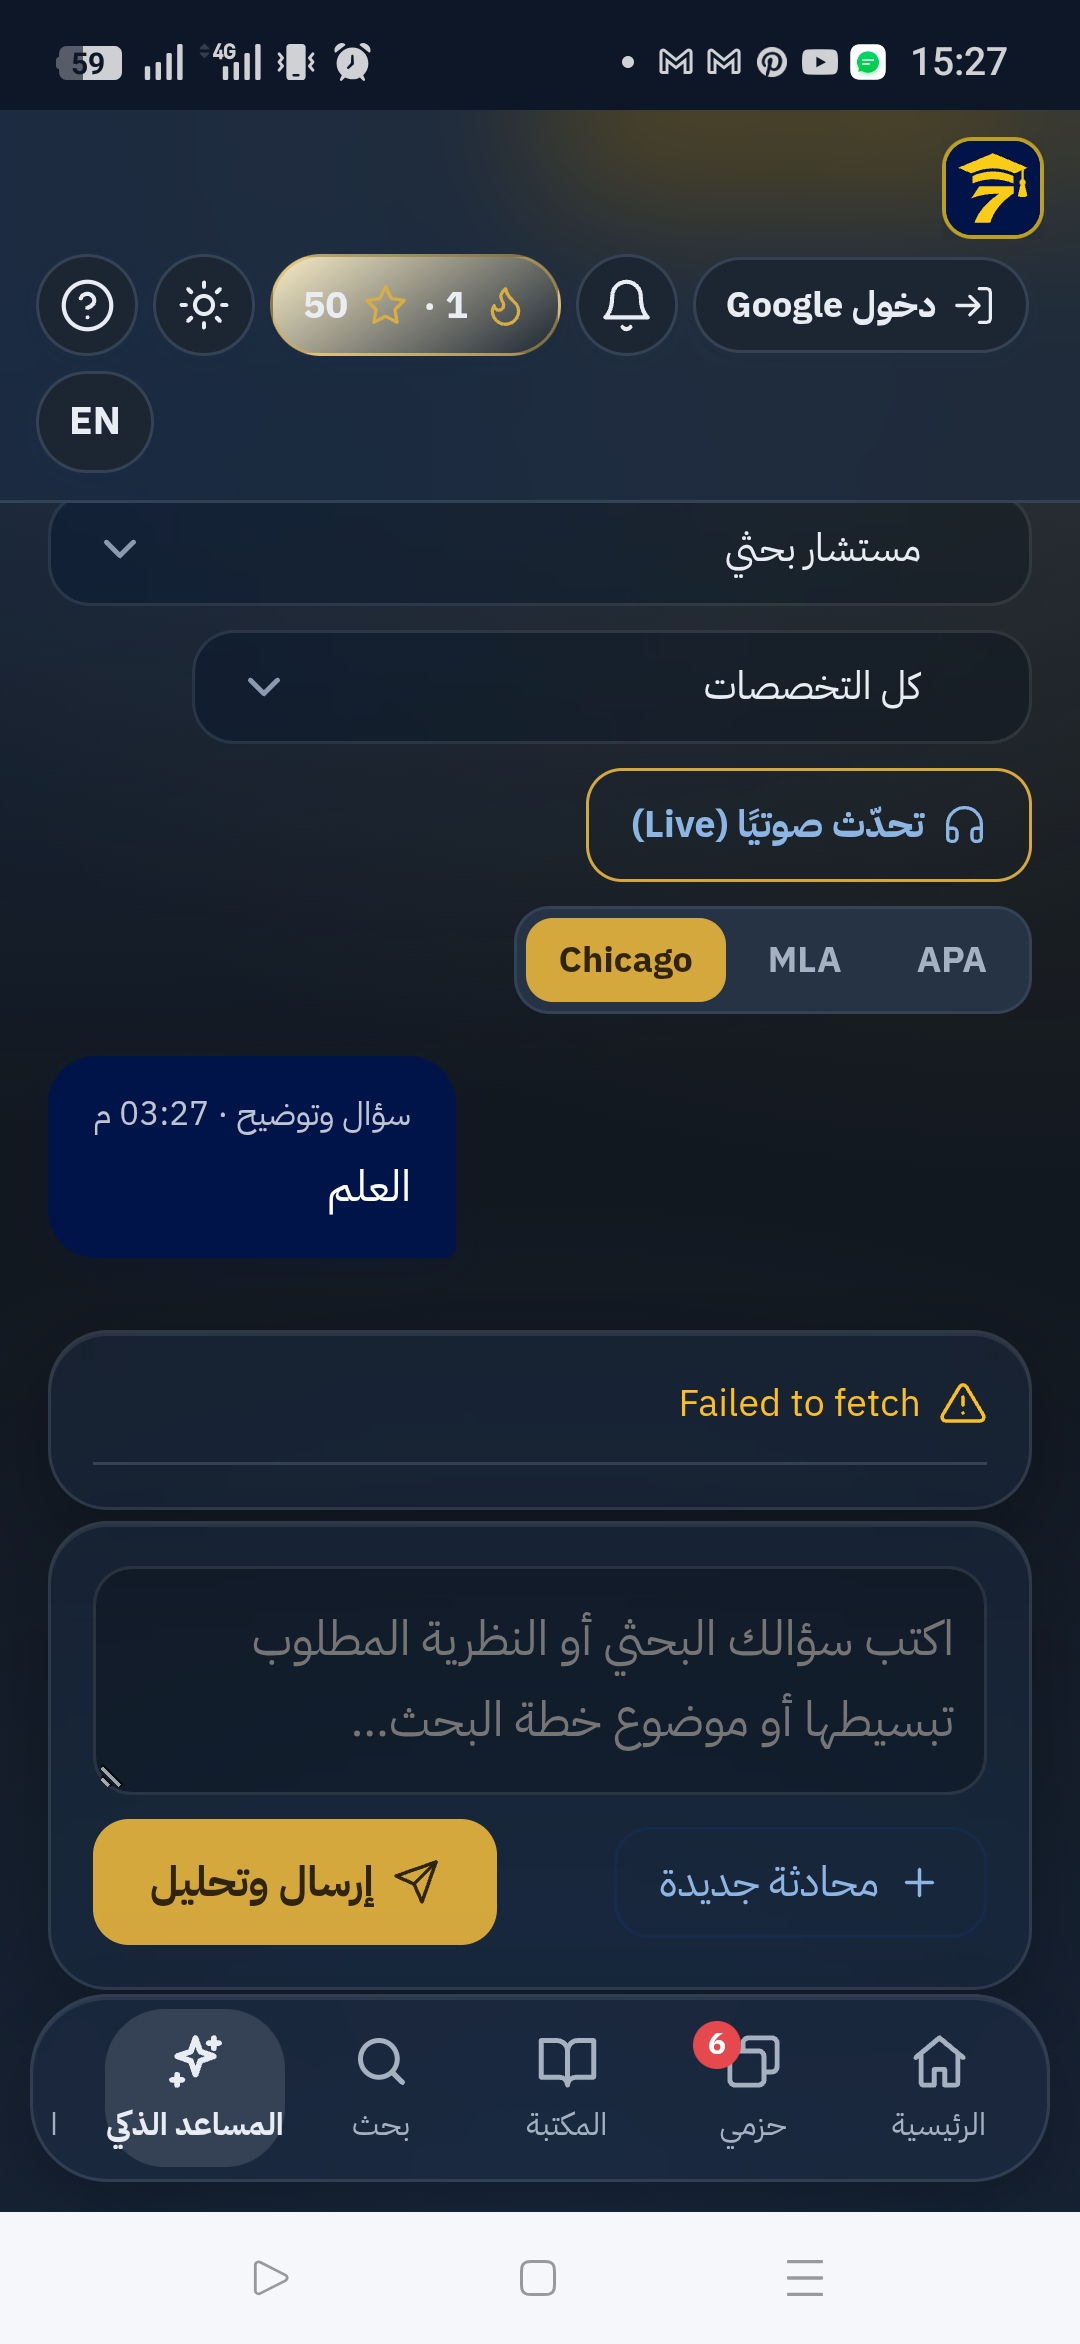 59 4G 15:27
7
دخول Google
1 · 50
EN
مستشار بحثي
كل التخصصات
تحدّث صوتيًا (Live)
APA MLA Chicago
سؤال وتوضيح · 03:27 م
العلم
Failed to fetch
اكتب سؤالك البحثي أو النظرية المطلوب
تبسيطها أو موضوع خطة البحث...
محادثة جديدة
إرسال وتحليل
6
الرئيسية حزمي المكتبة بحث المساعد الذكي ا